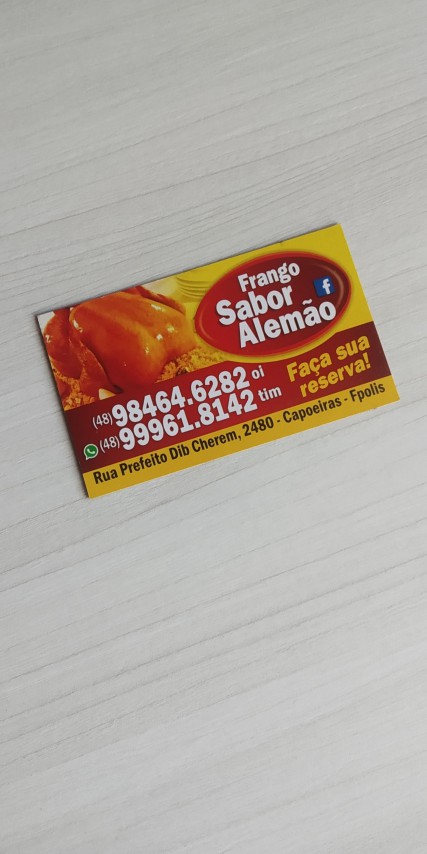 Frango
Sabor
Alemão
f
Faça sua
reserva!
(48)98464.6282 oi
(48)99961.8142 tim
Rua Prefeito Dib Cherem, 2480 - Capoeiras - Fpolis